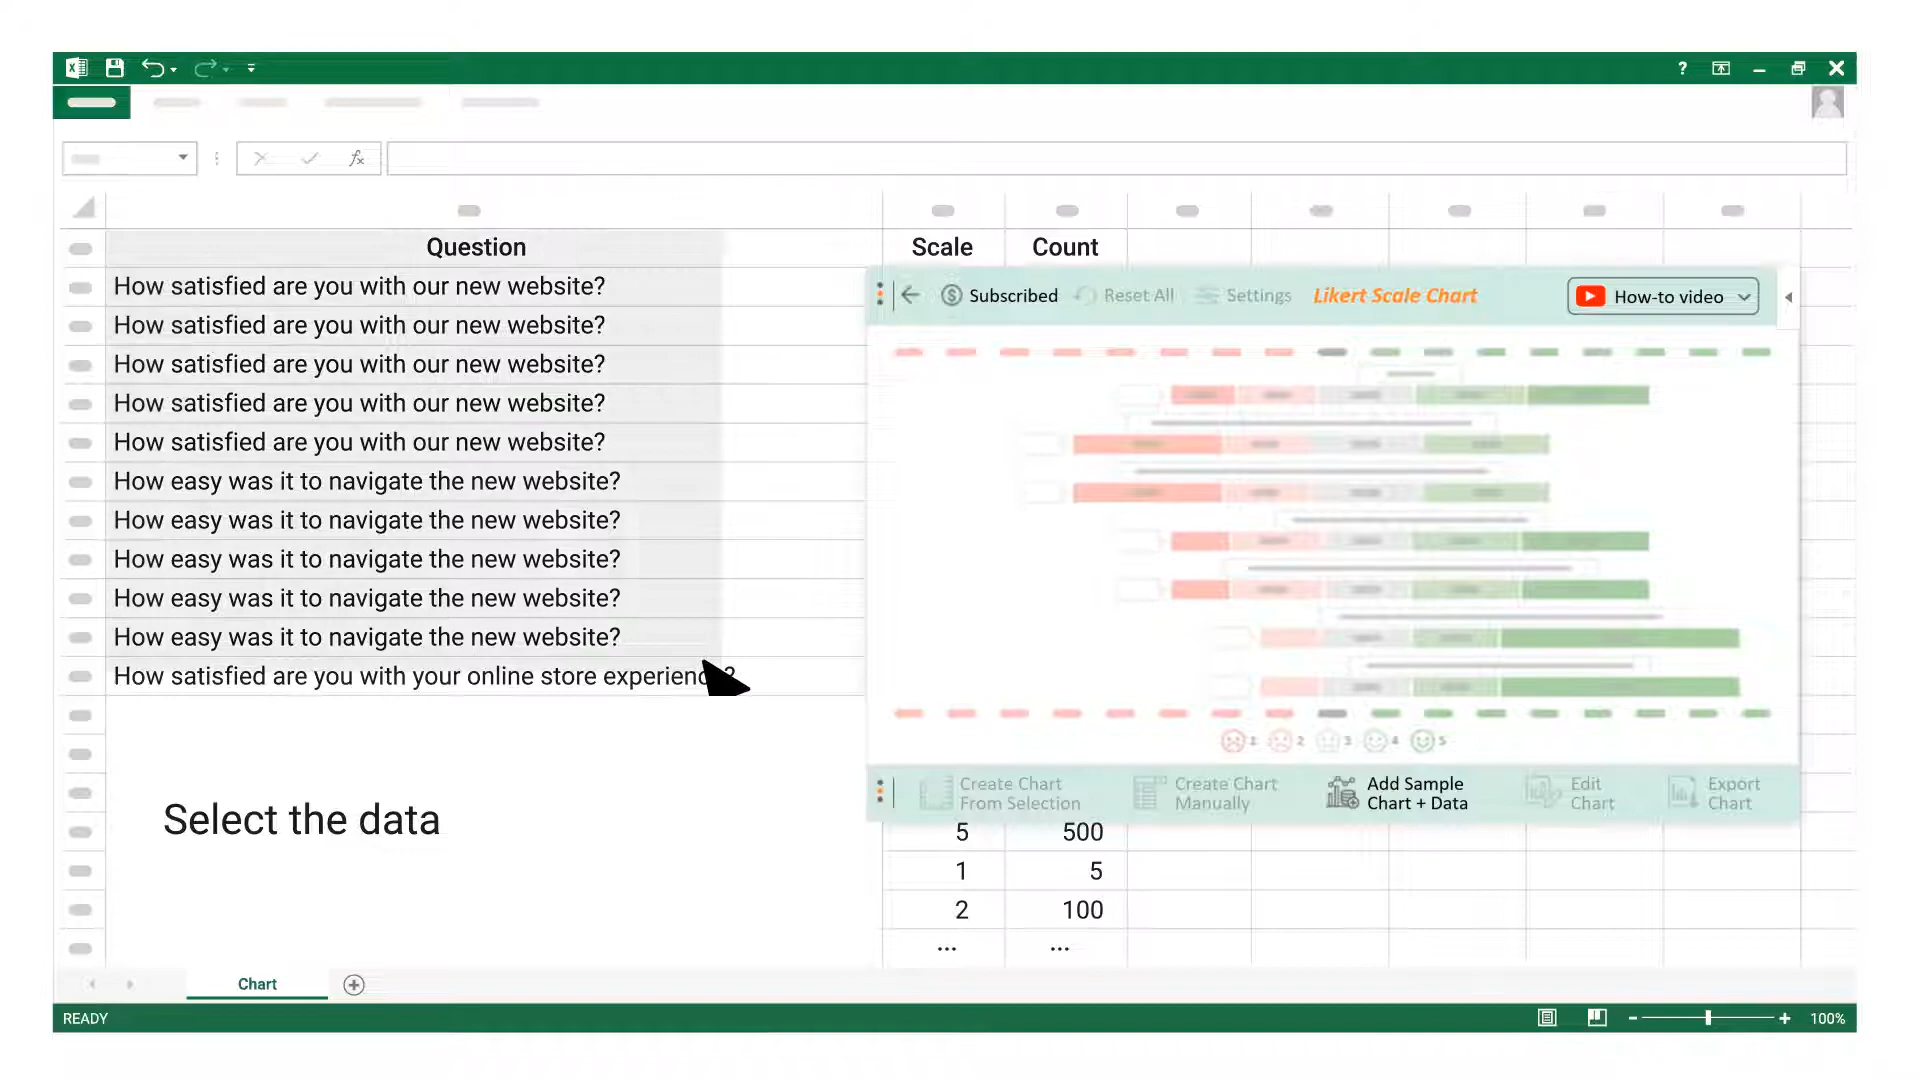 ?
fx
Question
Scale
Count
How satisfied are you with our new website?
How satisfied are you with our new website?
How satisfied are you with our new website?
How satisfied are you with our new website?
How satisfied are you with our new website?
How easy was it to navigate the new website?
How easy was it to navigate the new website?
How easy was it to navigate the new website?
How easy was it to navigate the new website?
How easy was it to navigate the new website?
How satisfied are you with your online store
Subscribed
Reset All
Settings
Likert Scale Chart
How-to video
1 2 3 4 5
Create Chart
From Selection
Create Chart
Manually
Add Sample
Chart + Data
Edit
Chart
Export
Chart
5 500
1 5
2 100
... ...
Select the data
Chart
READY
100%